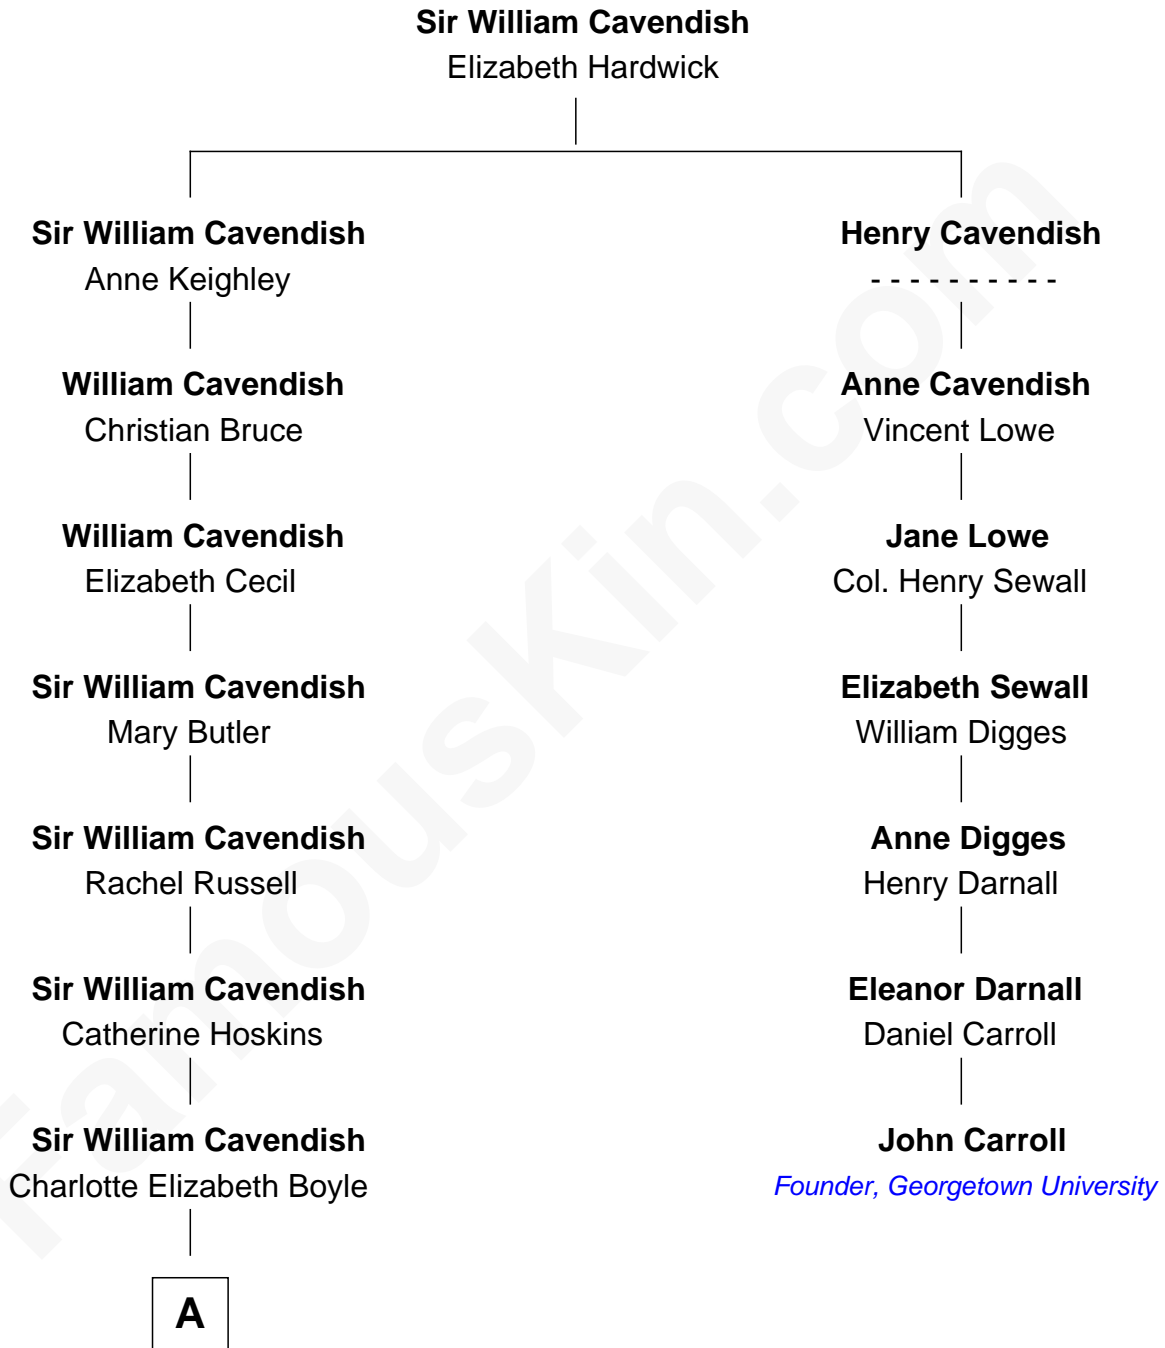 Sir William Cavendish
Elizabeth Hardwick
Sir William Cavendish
Anne Keighley
William Cavendish
Christian Bruce
William Cavendish
Elizabeth Cecil
Sir William Cavendish
Mary Butler
Sir William Cavendish
Rachel Russell
Sir William Cavendish
Catherine Hoskins
Sir William Cavendish
Charlotte Elizabeth Boyle
A
Henry Cavendish
- - - - - - - - - -
Anne Cavendish
Vincent Lowe
Jane Lowe
Col. Henry Sewall
Elizabeth Sewall
William Digges
Anne Digges
Henry Darnall
Eleanor Darnall
Daniel Carroll
John Carroll
Founder, Georgetown University
FamousKin.com